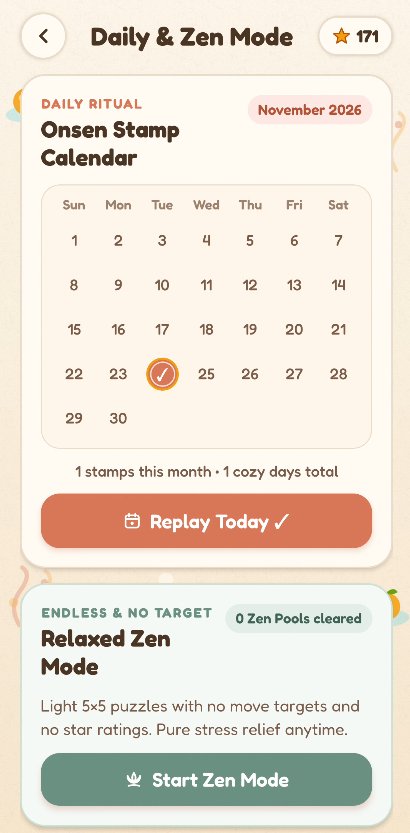 Daily & Zen Mode
171
DAILY RITUAL
November 2026
Onsen Stamp
Calendar
Sun Mon Tue Wed Thu Fri Sat
1 2 3 4 5 6 7
8 9 10 11 12 13 14
15 16 17 18 19 20 21
22 23 ✓ 25 26 27 28
29 30
1 stamps this month • 1 cozy days total
Replay Today ✓
ENDLESS & NO TARGET
0 Zen Pools cleared
Relaxed Zen
Mode
Light 5×5 puzzles with no move targets and
no star ratings. Pure stress relief anytime.
Start Zen Mode